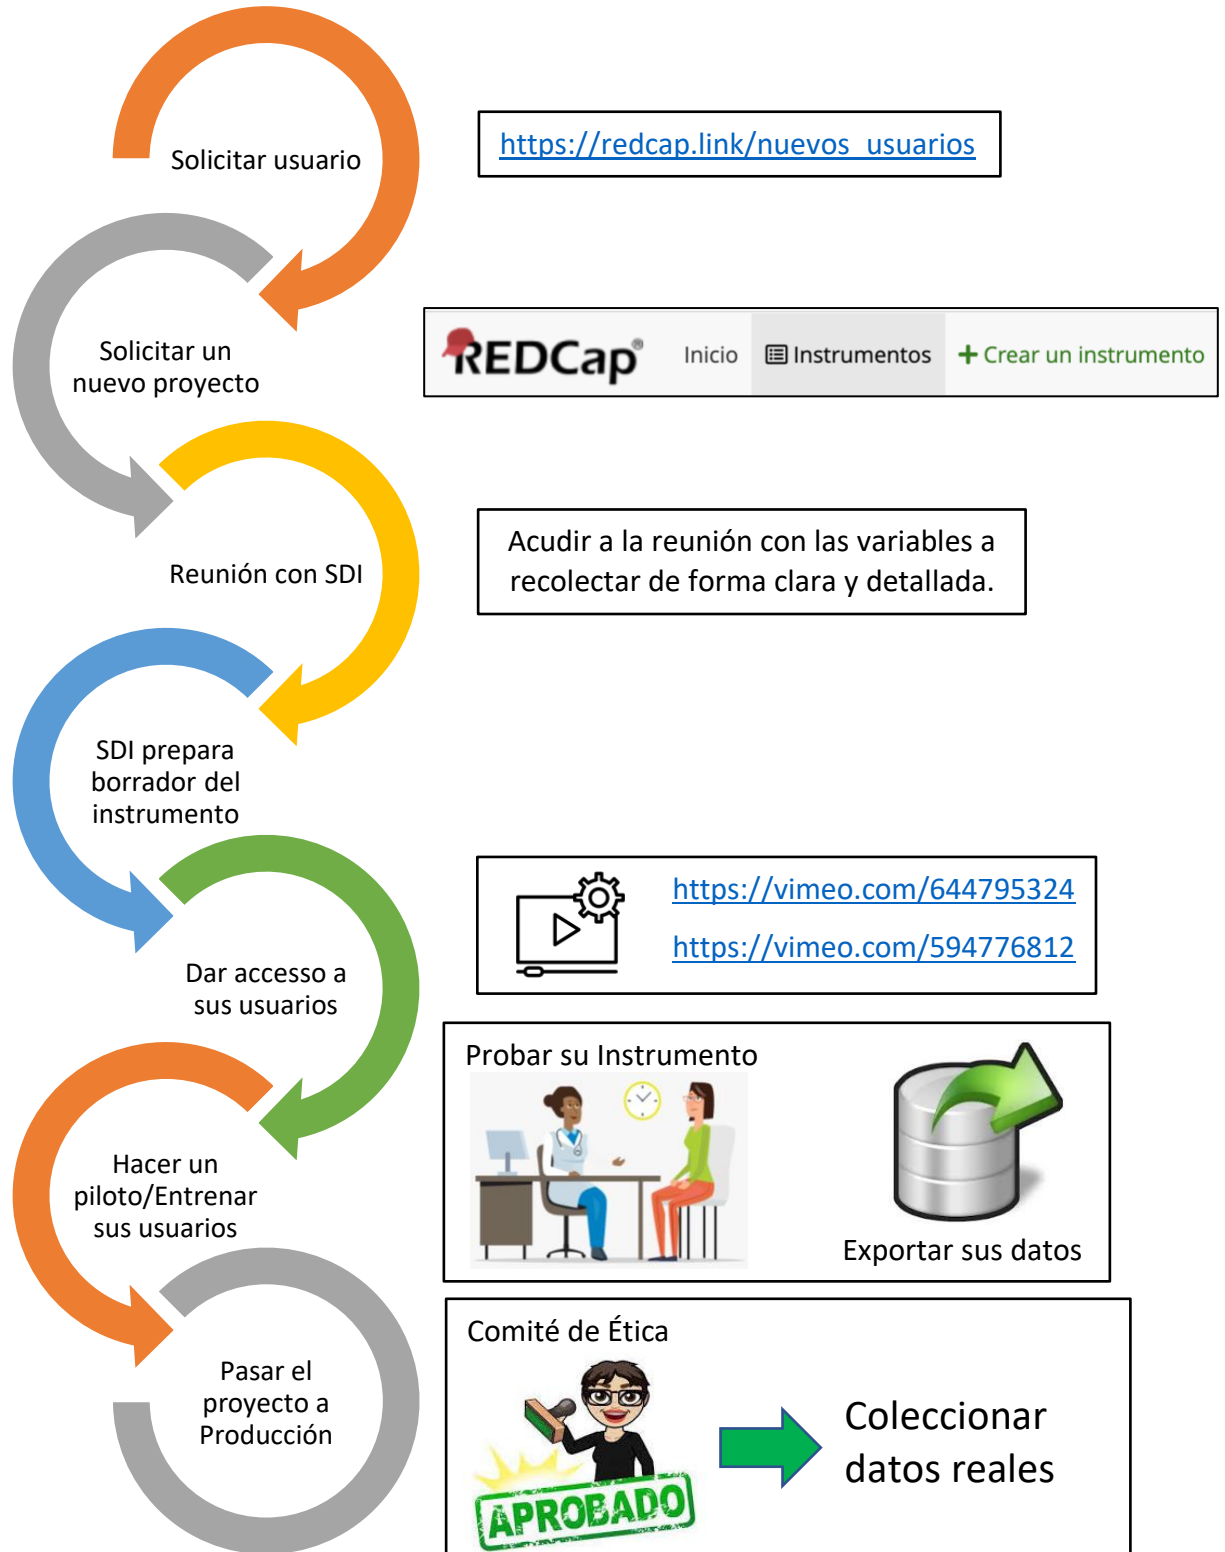 Solicitar usuario
https://redcap.link/nuevos_usuarios
Solicitar un
nuevo proyecto
REDCap® Inicio Instrumentos + Crear un instrumento
Reunión con SDI
Acudir a la reunión con las variables a
recolectar de forma clara y detallada.
SDI prepara
borrador del
instrumento
Dar accesso a
sus usuarios
https://vimeo.com/644795324
https://vimeo.com/594776812
Hacer un
piloto/Entrenar
sus usuarios
Probar su Instrumento
Exportar sus datos
Pasar el
proyecto a
Producción
Comité de Ética
APROBADO
Coleccionar
datos reales